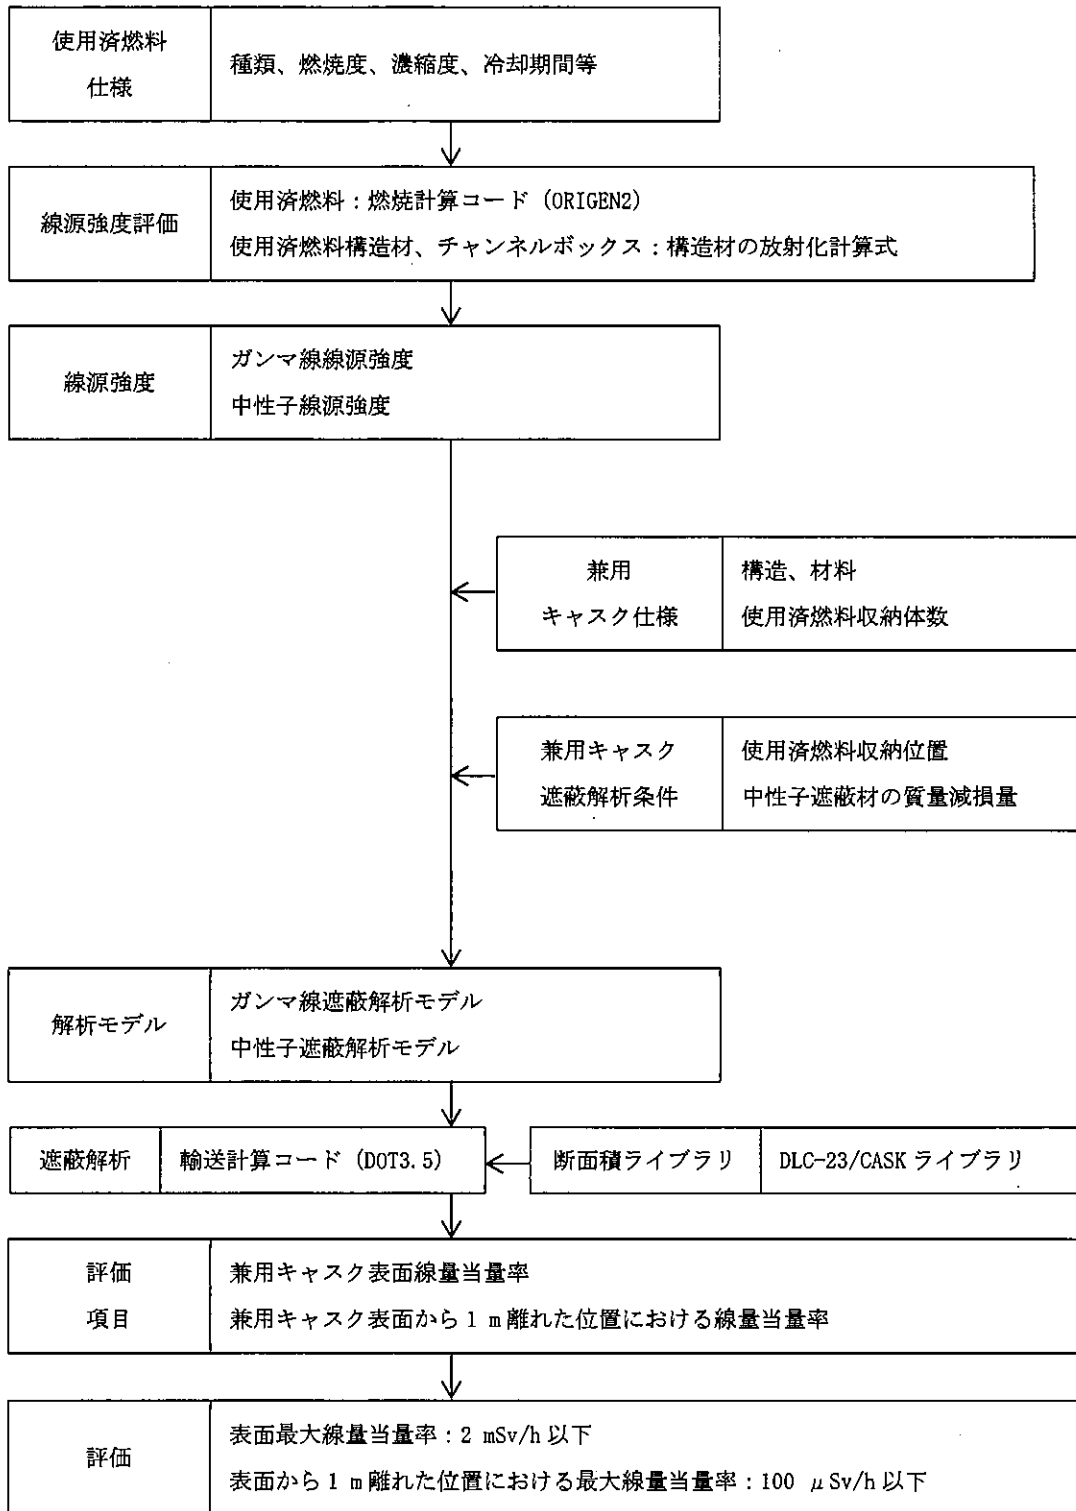 使用済燃料
仕様
種類、燃焼度、濃縮度、冷却期間等
線源強度評価
使用済燃料：燃焼計算コード（ORIGEN2）
使用済燃料構造材、チャンネルボックス：構造材の放射化計算式
線源強度
ガンマ線線源強度
中性子線源強度
兼用
キャスク仕様
構造、材料
使用済燃料収納体数
兼用キャスク
遮蔽解析条件
使用済燃料収納位置
中性子遮蔽材の質量減損量
解析モデル
ガンマ線遮蔽解析モデル
中性子遮蔽解析モデル
遮蔽解析
輸送計算コード（DOT3.5）
断面積ライブラリ
DLC-23/CASK ライブラリ
評価
項目
兼用キャスク表面線量当量率
兼用キャスク表面から 1 m 離れた位置における線量当量率
評価
表面最大線量当量率：2 mSv/h 以下
表面から 1 m 離れた位置における最大線量当量率：100 μSv/h 以下